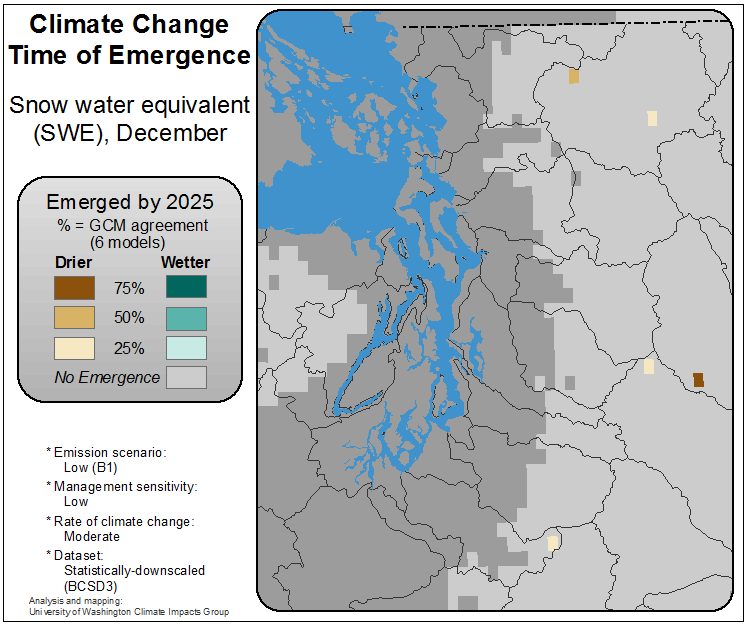 Climate Change
Time of Emergence
Snow water equivalent
(SWE), December
Emerged by 2025
% = GCM agreement
(6 models)
Drier Wetter
75%
50%
25%
No Emergence
* Emission scenario:
Low (B1)
* Management sensitivity:
Low
* Rate of climate change:
Moderate
* Dataset:
Statistically-downscaled
(BCSD3)
Analysis and mapping:
University of Washington Climate Impacts Group